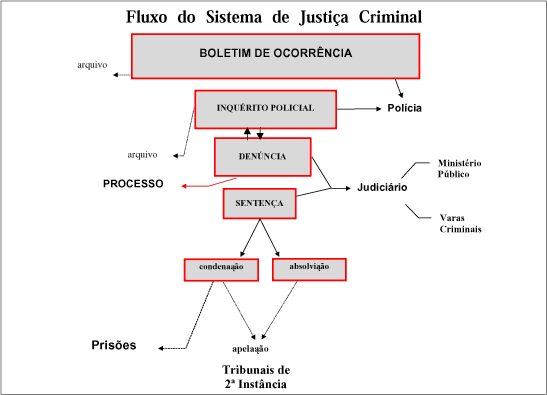 Fluxo do Sistema de Justiça Criminal
BOLETIM DE OCORRÊNCIA
arquivo
INQUÉRITO POLICIAL
Polícia
arquivo
DENÚNCIA
PROCESSO
Ministério
Público
Judiciário
SENTENÇA
Varas
Criminais
condenação
absolvição
Prisões
apelação
Tribunais de
2ª Instância